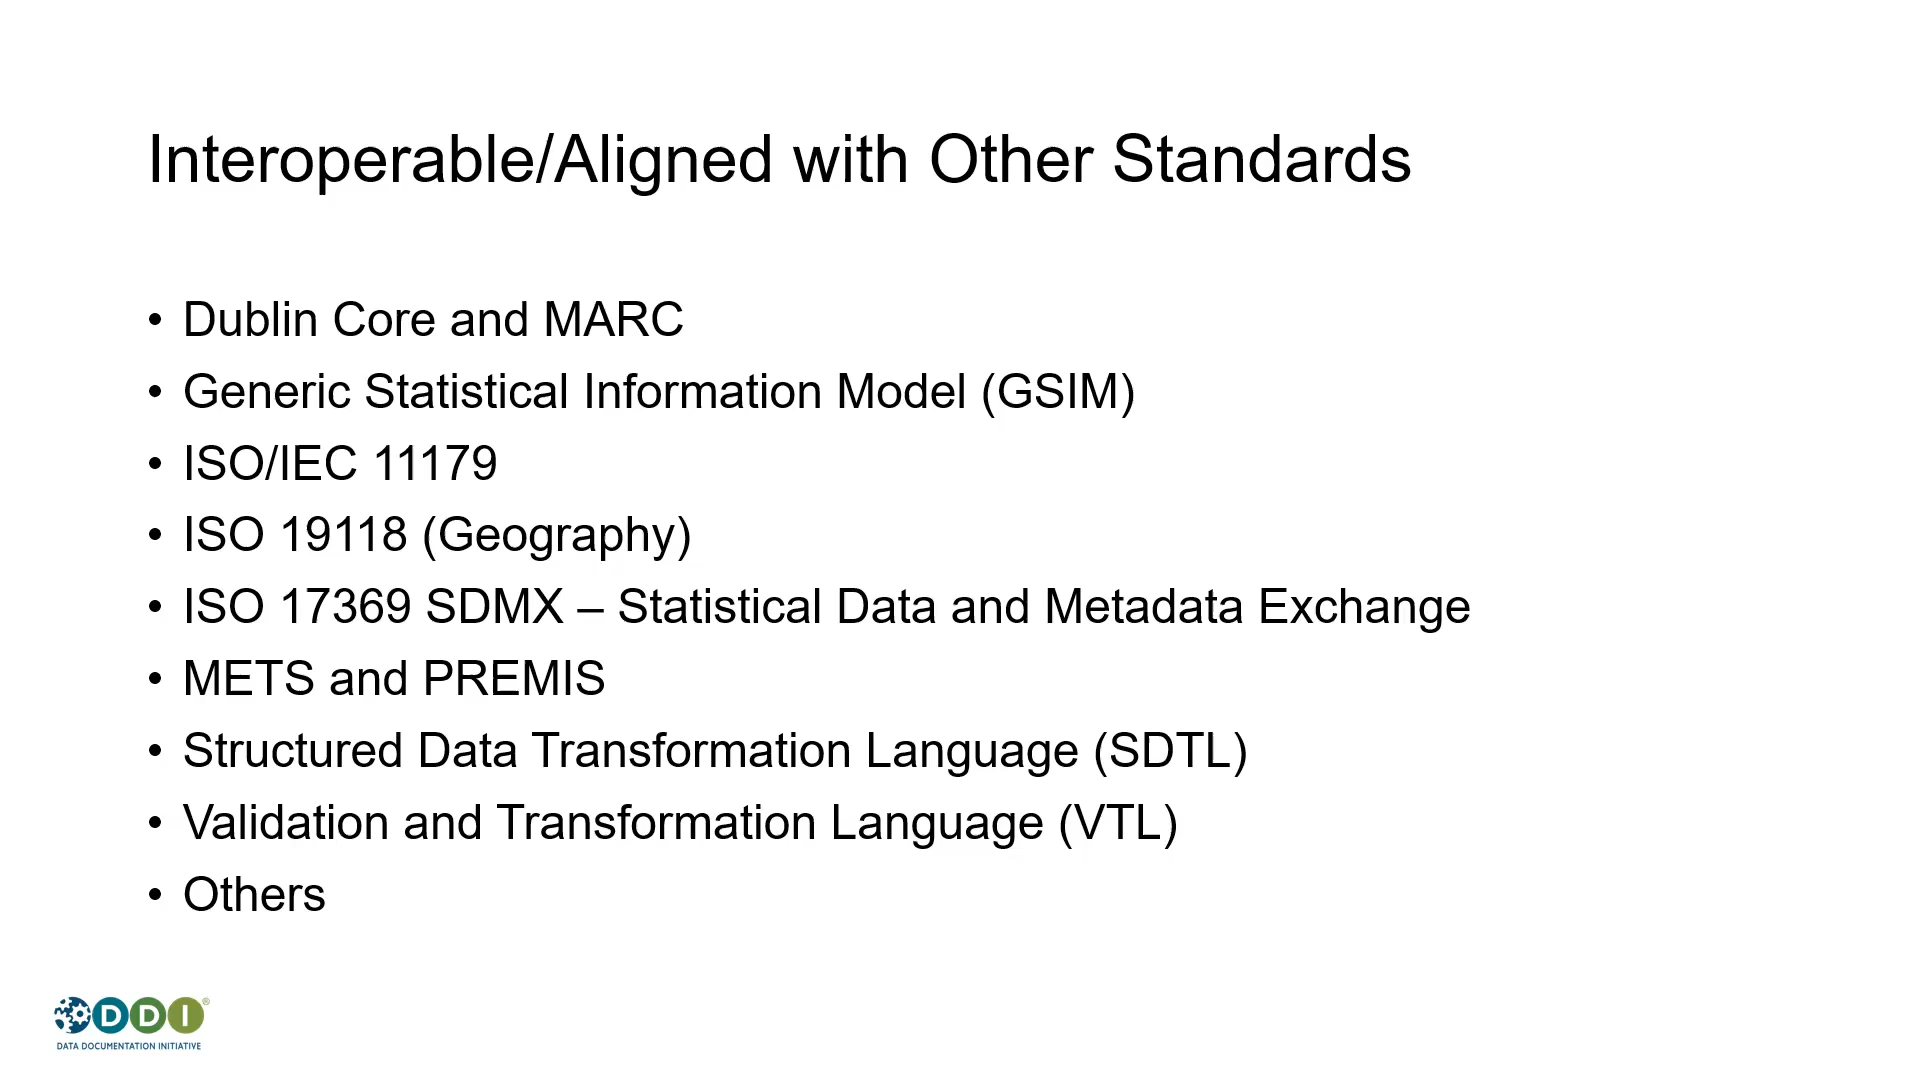 Interoperable/Aligned with Other Standards
• Dublin Core and MARC
• Generic Statistical Information Model (GSIM)
• ISO/IEC 11179
• ISO 19118 (Geography)
• ISO 17369 SDMX – Statistical Data and Metadata Exchange
• METS and PREMIS
• Structured Data Transformation Language (SDTL)
• Validation and Transformation Language (VTL)
• Others
DDI®
DATA DOCUMENTATION INITIATIVE